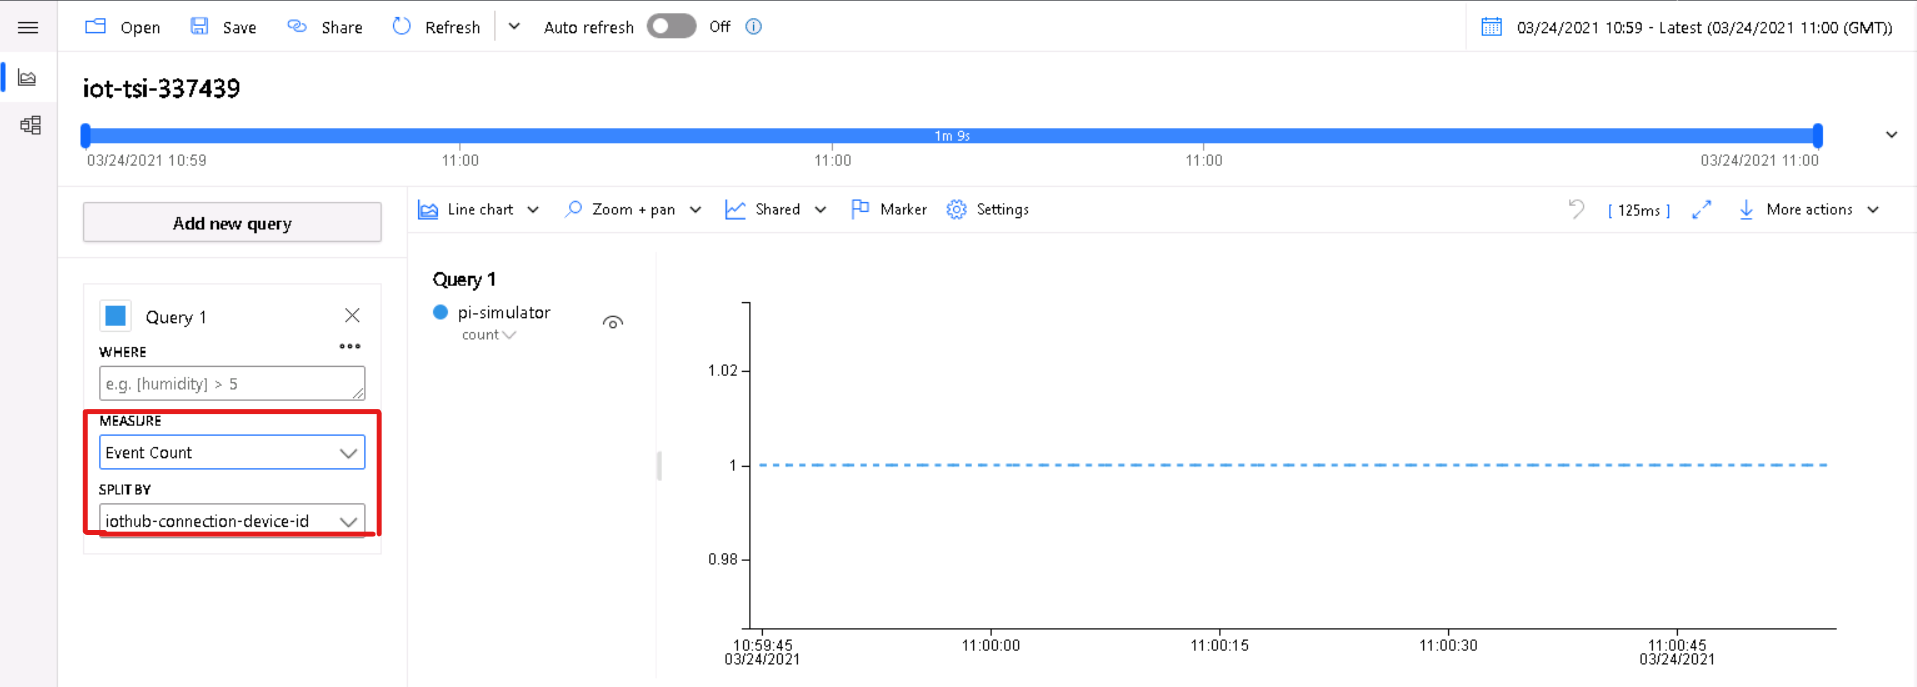 Open Save Share Refresh Auto refresh Off 03/24/2021 10:59 - Latest (03/24/2021 11:00 (GMT))
iot-tsi-337439
1m 9s
03/24/2021 10:59 11:00 11:00 11:00 03/24/2021 11:00
Add new query
Line chart Zoom + pan Shared Marker Settings [ 125ms ] More actions
Query 1
WHERE
e.g. [humidity] > 5
MEASURE
Event Count
SPLIT BY
iothub-connection-device-id
Query 1
pi-simulator
count
1.02
1
0.98
10:59:45 11:00:00 11:00:15 11:00:30 11:00:45
03/24/2021 03/24/2021